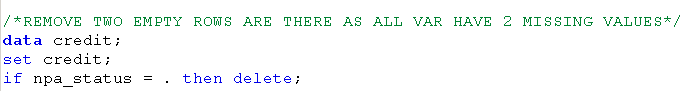 /*REMOVE TWO EMPTY ROWS ARE THERE AS ALL VAR HAVE 2 MISSING VALUES*/
data credit;
set credit;
if npa_status = . then delete;